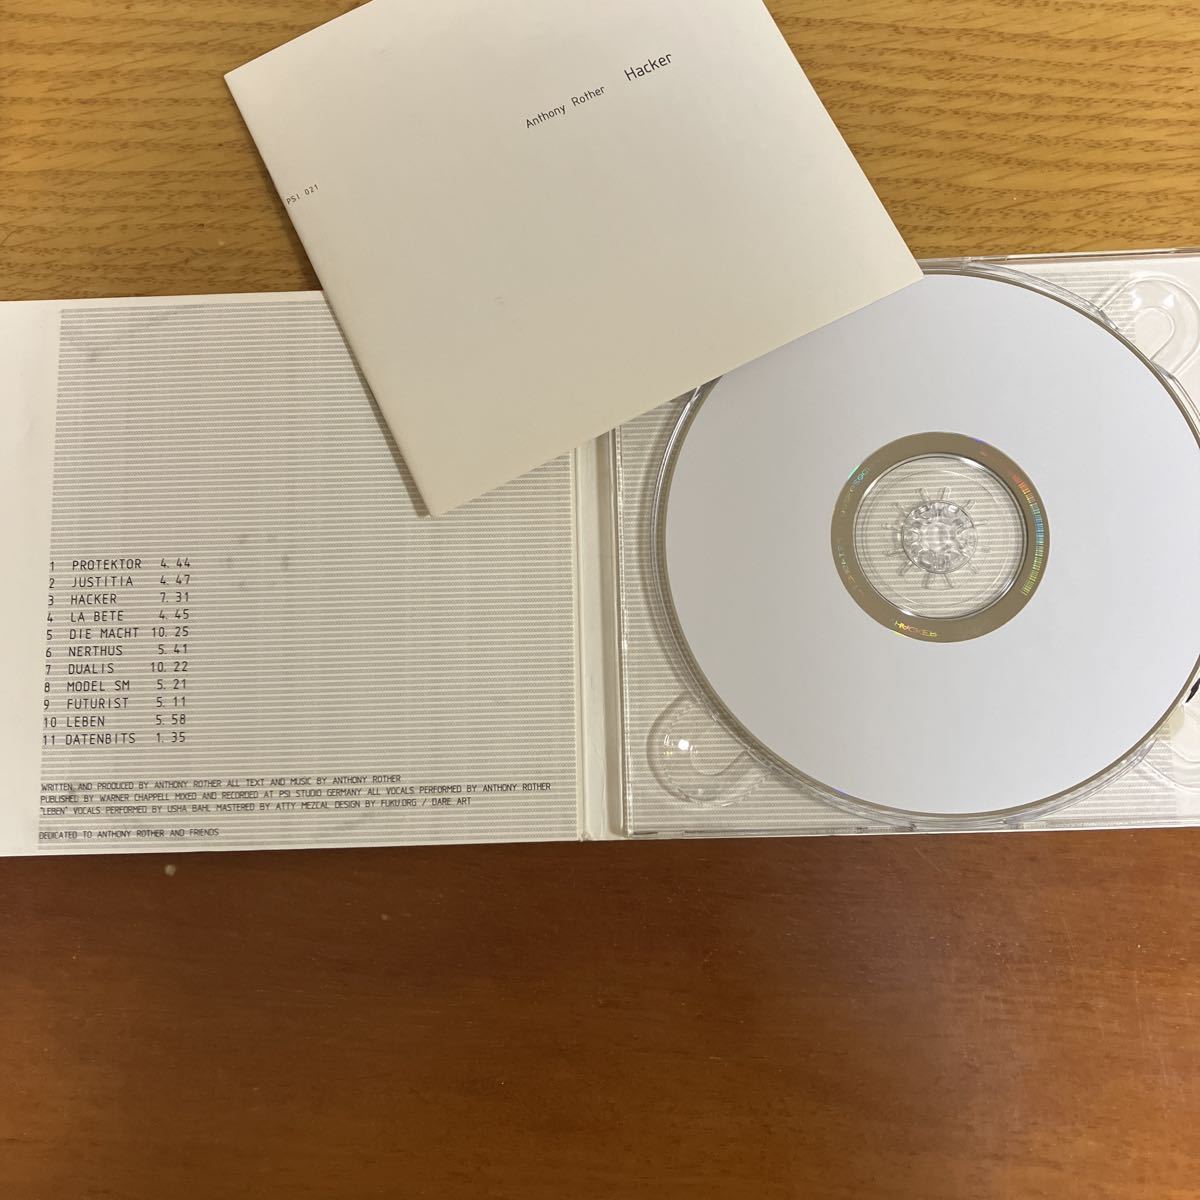 Anthony Rother Hacker
PSI 021
1 PROTEKTOR 4. 44
2 JUSTITIA 4. 47
3 HACKER 7. 31
4 LA BETE 4. 45
5 DIE MACHT 10. 25
6 NERTHUS 5. 41
7 DUALIS 10. 22
8 MODEL SM 5. 21
9 FUTURIST 5. 11
10 LEBEN 5. 58
11 DATENBITS 1. 35
WRITTEN AND PRODUCED BY ANTHONY ROTHER ALL TEXT AND MUSIC BY ANTHONY ROTHER
PUBLISHED BY WARNER CHAPPELL MIXED AND RECORDED AT PSI STUDIO GERMANY ALL VOCALS PERFORMED BY ANTHONY ROTHER
"LEBEN" VOCALS PERFORMED BY USHA BAHL MASTERED BY ATTY MEZCAL DESIGN BY FUKU.ORG / DARE ART
DEDICATED TO ANTHONY ROTHER AND FRIENDS
HACKER